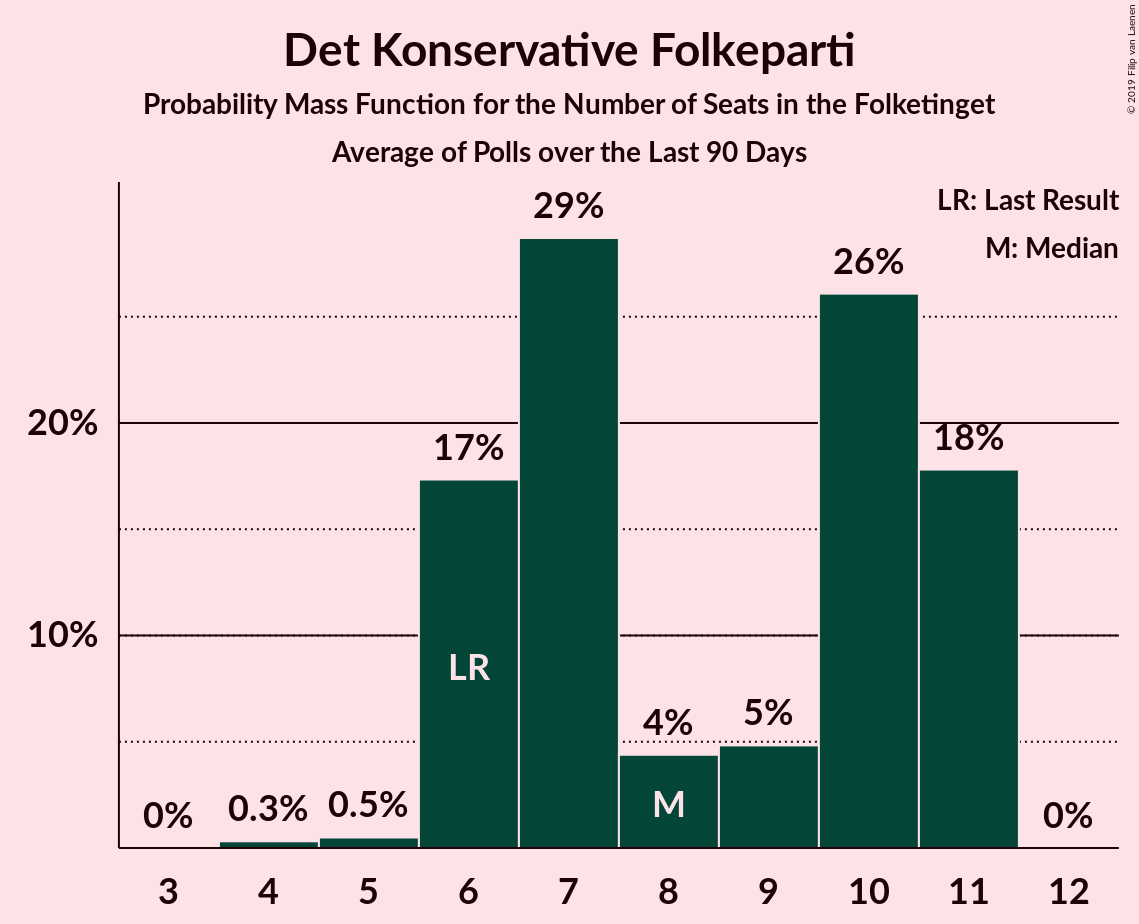 Det Konservative Folkeparti
Probability Mass Function for the Number of Seats in the Folketinget
Average of Polls over the Last 90 Days
© 2019 Filip van Laenen
LR: Last Result
M: Median
29%
26%
20%
17%
18%
10%
LR
4%
5%
M
0%
0.3%
0.5%
0%
3 4 5 6 7 8 9 10 11 12